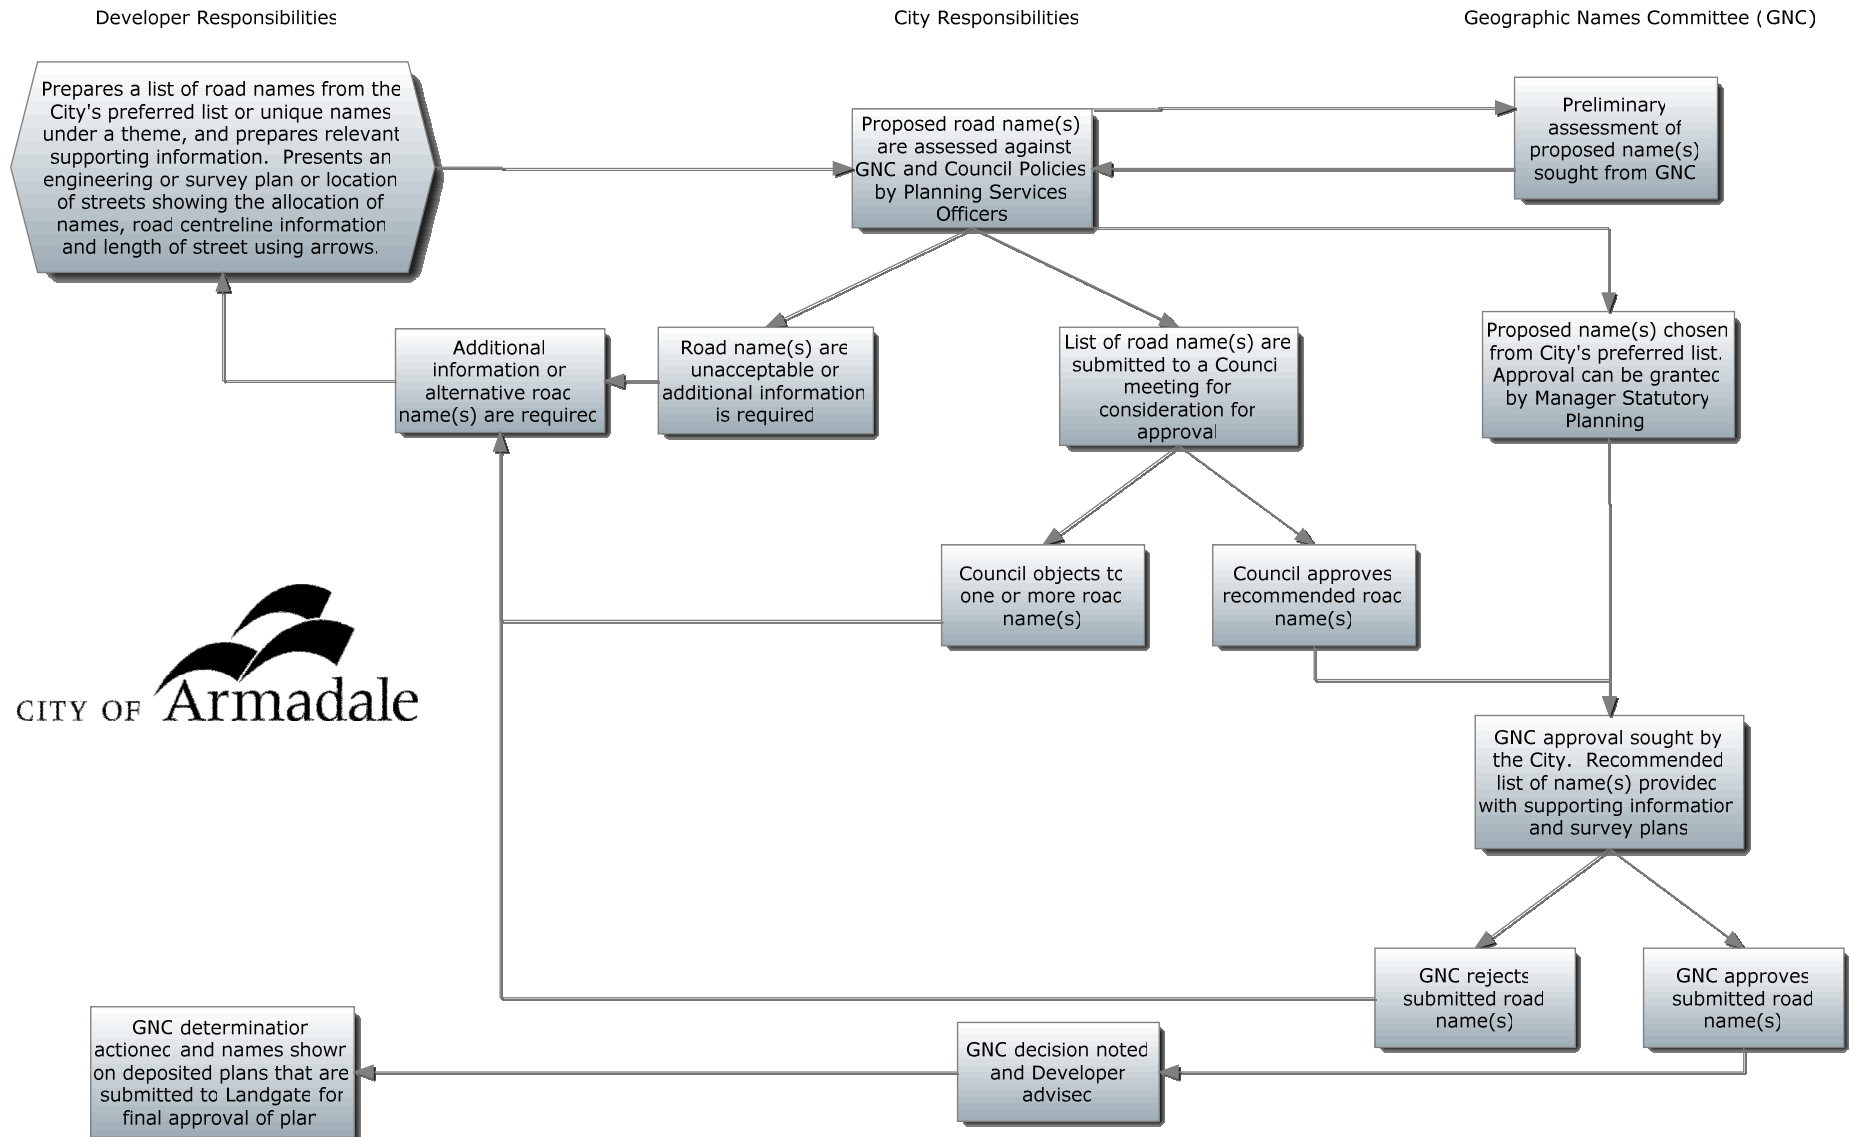 Developer Responsibilities
City Responsibilities
Geographic Names Committee (GNC)
Prepares a list of road names from the
City's preferred list or unique names
under a theme, and prepares relevant
supporting information.  Presents an
engineering or survey plan or location
of streets showing the allocation of
names, road centreline information
and length of street using arrows.
Proposed road name(s)
are assessed against
GNC and Council Policies
by Planning Services
Officers
Preliminary
assessment of
proposed name(s)
sought from GNC
Additional
information or
alternative road
name(s) are required
Road name(s) are
unacceptable or
additional information
is required
List of road name(s) are
submitted to a Council
meeting for
consideration for
approval
Proposed name(s) chosen
from City's preferred list.
Approval can be granted
by Manager Statutory
Planning
Council objects to
one or more road
name(s)
Council approves
recommended road
name(s)
CITY OF Armadale
GNC approval sought by
the City.  Recommended
list of name(s) provided
with supporting information
and survey plans
GNC rejects
submitted road
name(s)
GNC approves
submitted road
name(s)
GNC determination
actioned and names shown
on deposited plans that are
submitted to Landgate for
final approval of plan
GNC decision noted
and Developer
advised